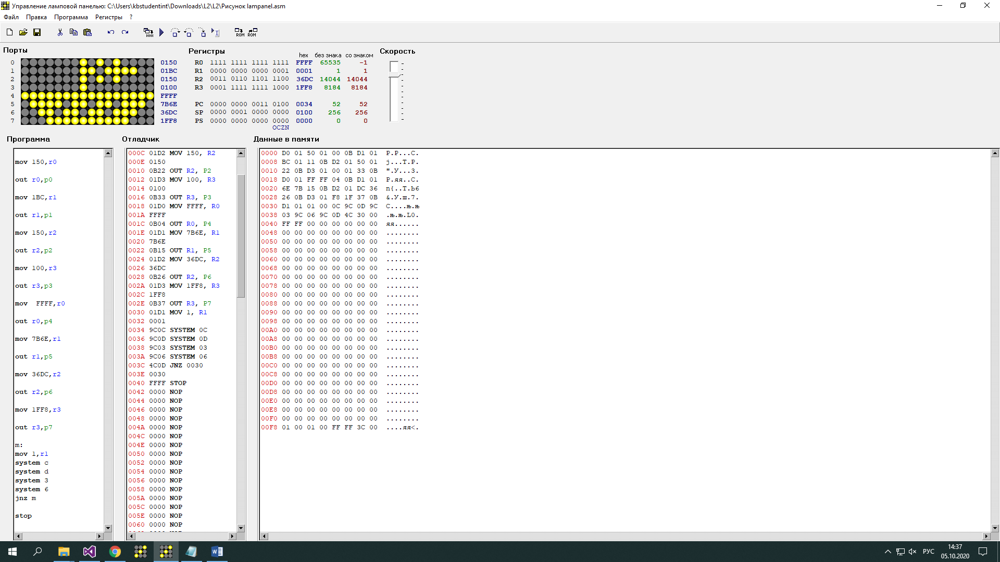 Управление ламповой панелью: C:\Users\kbstudentint\Downloads\L2\L2\Рисунок lampanel.asm
Файл Правка Программа Регистры ?
Порты
0 0150
1 01BC
2 0150
3 0100
4 FFFF
5 7B6E
6 36DC
7 1FF8
Регистры
hex без знака со знаком
R0 1111 1111 1111 1111 FFFF 65535 -1
R1 0000 0000 0000 0001 0001 1 1
R2 0011 0110 1101 1100 36DC 14044 14044
R3 0001 1111 1111 1000 1FF8 8184 8184
PC 0000 0000 0011 0100 0034 52 52
SP 0000 0001 0000 0000 0100 256 256
PS 0000 0000 0000 0000 0000 0 0
OCZN
Скорость
Программа
mov 150,r0
out r0,p0
mov 1BC,r1
out r1,p1
mov 150,r2
out r2,p2
mov 100,r3
out r3,p3
mov  FFFF,r0
out r0,p4
mov 7B6E,r1
out r1,p5
mov 36DC,r2
out r2,p6
mov 1FF8,r3
out r3,p7
m:
mov 1,r1
system c
system d
system 3
system 6
jnz m
stop
Отладчик
000C 01D2 MOV 150, R2
000E 0150
0010 0B22 OUT R2, P2
0012 01D3 MOV 100, R3
0014 0100
0016 0B33 OUT R3, P3
0018 01D0 MOV FFFF, R0
001A FFFF
001C 0B04 OUT R0, P4
001E 01D1 MOV 7B6E, R1
0020 7B6E
0022 0B15 OUT R1, P5
0024 01D2 MOV 36DC, R2
0026 36DC
0028 0B26 OUT R2, P6
002A 01D3 MOV 1FF8, R3
002C 1FF8
002E 0B37 OUT R3, P7
0030 01D1 MOV 1, R1
0032 0001
0034 9C0C SYSTEM 0C
0036 9C0D SYSTEM 0D
0038 9C03 SYSTEM 03
003A 9C06 SYSTEM 06
003C 4C0D JNZ 0030
003E 0030
0040 FFFF STOP
0042 0000 NOP
0044 0000 NOP
0046 0000 NOP
0048 0000 NOP
004A 0000 NOP
004C 0000 NOP
004E 0000 NOP
0050 0000 NOP
0052 0000 NOP
0054 0000 NOP
0056 0000 NOP
0058 0000 NOP
005A 0000 NOP
005C 0000 NOP
005E 0000 NOP
0060 0000 NOP
Данные в памяти
0000 D0 01 50 01 00 0B D1 01 Р.P...С.
0008 BC 01 11 0B D2 01 50 01 j...Т.P.
0010 22 0B D3 01 00 01 33 0B ".У...3.
0018 D0 01 FF FF 04 0B D1 01 Р.яя..С.
0020 6E 7B 15 0B D2 01 DC 36 n{..Т.Ь6
0028 26 0B D3 01 F8 1F 37 0B &.У.ш.7.
0030 D1 01 01 00 0C 9C 0D 9C С....њ.њ
0038 03 9C 06 9C 0D 4C 30 00 .њ.њ.L0.
0040 FF FF 00 00 00 00 00 00 яя......
0048 00 00 00 00 00 00 00 00 ........
0050 00 00 00 00 00 00 00 00 ........
0058 00 00 00 00 00 00 00 00 ........
0060 00 00 00 00 00 00 00 00 ........
0068 00 00 00 00 00 00 00 00 ........
0070 00 00 00 00 00 00 00 00 ........
0078 00 00 00 00 00 00 00 00 ........
0080 00 00 00 00 00 00 00 00 ........
0088 00 00 00 00 00 00 00 00 ........
0090 00 00 00 00 00 00 00 00 ........
0098 00 00 00 00 00 00 00 00 ........
00A0 00 00 00 00 00 00 00 00 ........
00A8 00 00 00 00 00 00 00 00 ........
00B0 00 00 00 00 00 00 00 00 ........
00B8 00 00 00 00 00 00 00 00 ........
00C0 00 00 00 00 00 00 00 00 ........
00C8 00 00 00 00 00 00 00 00 ........
00D0 00 00 00 00 00 00 00 00 ........
00D8 00 00 00 00 00 00 00 00 ........
00E0 00 00 00 00 00 00 00 00 ........
00E8 00 00 00 00 00 00 00 00 ........
00F0 00 00 00 00 00 00 00 00 ........
00F8 01 00 01 00 FF FF 3C 00 ....яя<.
РУС
14:37
05.10.2020